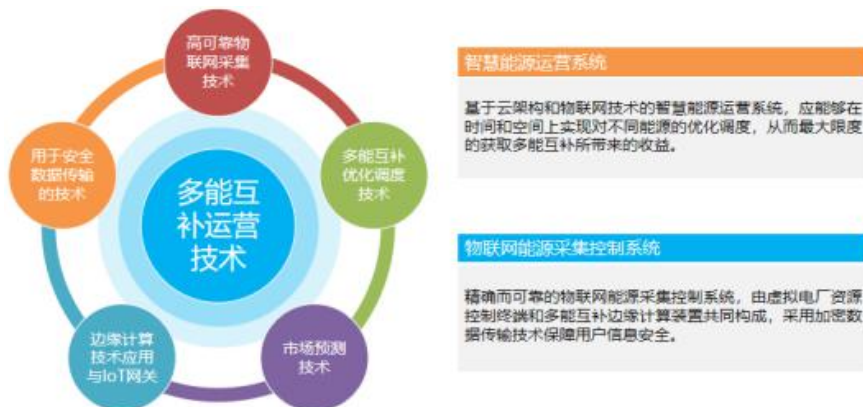 高可靠物
联网采集
技术
用于安全
数据传输
的技术
多能互补
优化调度
技术
多能互
补运营
技术
边缘计算
技术应用
与IoT网关
市场预测
技术
智慧能源运营系统
基于云架构和物联网技术的智慧能源运营系统，应能够在
时间和空间上实现对不同能源的优化调度，从而最大限度
的获取多能互补所带来的收益。
物联网能源采集控制系统
精确而可靠的物联网能源采集控制系统，由虚拟电厂资源
控制终端和多能互补边缘计算装置共同构成，采用加密数
据传输技术保障用户信息安全。